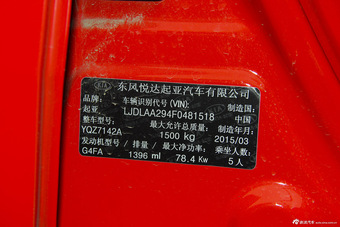 KIA 东风悦达起亚汽车有限公司
品牌: 车辆识别代号(VIN): 制造国:
起亚 LJDLAA294F0481518 中国
整车型号: 最大允许总质量: 制造年月:
YQZ7142A 1500 kg 2015/03
发动机型号/ 排量/ 最大净功率: 乘坐人数:
G4FA 1396 ml 78.4 Kw 5人